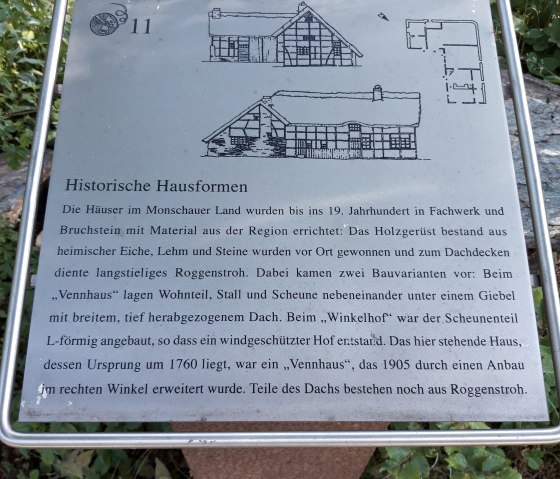 11
Historische Hausformen
Die Häuser im Monschauer Land wurden bis ins 19. Jahrhundert in Fachwerk und
Bruchstein mit Material aus der Region errichtet: Das Holzgerüst bestand aus
heimischer Eiche, Lehm und Steine wurden vor Ort gewonnen und zum Dachdecken
diente langstieliges Roggenstroh. Dabei kamen zwei Bauvarianten vor: Beim
„Vennhaus" lagen Wohnteil, Stall und Scheune nebeneinander unter einem Giebel
mit breitem, tief herabgezogenem Dach. Beim „Winkelhof" war der Scheunenteil
L-förmig angebaut, so dass ein windgeschützter Hof entstand. Das hier stehende Haus,
dessen Ursprung um 1760 liegt, war ein „Vennhaus", das 1905 durch einen Anbau
im rechten Winkel erweitert wurde. Teile des Dachs bestehen noch aus Roggenstroh.